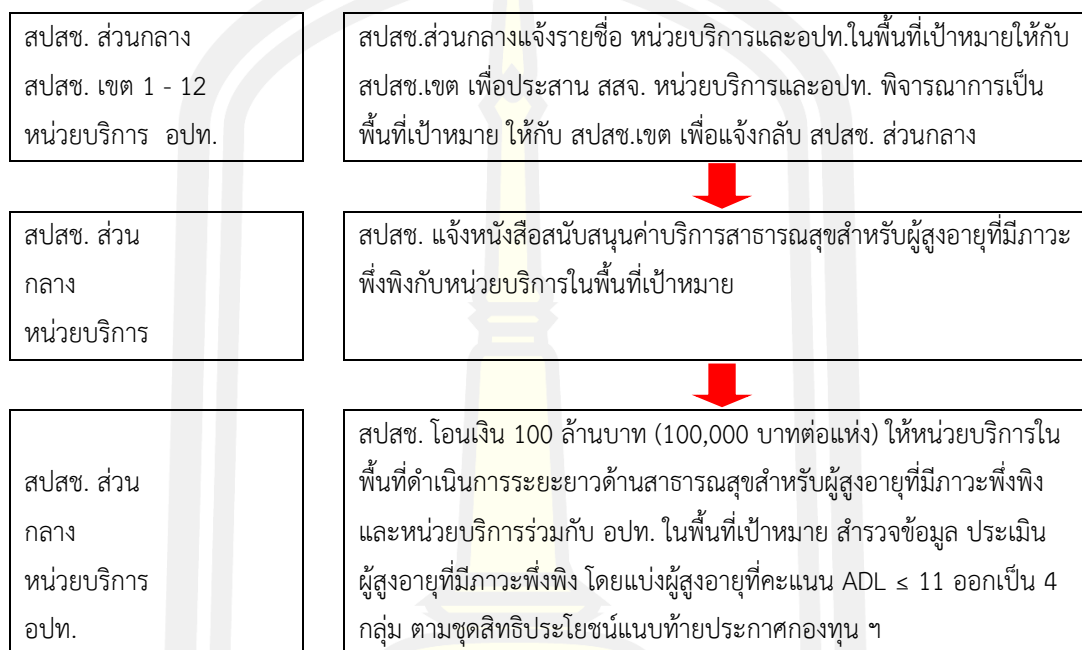 สปสช. ส่วนกลาง
สปสช. เขต 1 - 12
หน่วยบริการ อปท.
สปสช.ส่วนกลางแจ้งรายชื่อ หน่วยบริการและอปท.ในพื้นที่เป้าหมายให้กับ
สปสช.เขต เพื่อประสาน สสจ. หน่วยบริการและอปท. พิจารณาการเป็น
พื้นที่เป้าหมาย ให้กับ สปสช.เขต เพื่อแจ้งกลับ สปสช. ส่วนกลาง
สปสช. ส่วน
กลาง
หน่วยบริการ
สปสช. แจ้งหนังสือสนับสนุนค่าบริการสาธารณสุขสำหรับผู้สูงอายุที่มีภาวะ
พึ่งพิงกับหน่วยบริการในพื้นที่เป้าหมาย
สปสช. ส่วน
กลาง
หน่วยบริการ
อปท.
สปสช. โอนเงิน 100 ล้านบาท (100,000 บาทต่อแห่ง) ให้หน่วยบริการใน
พื้นที่ดำเนินการระยะยาวด้านสาธารณสุขสำหรับผู้สูงอายุที่มีภาวะพึ่งพิง
และหน่วยบริการร่วมกับ อปท. ในพื้นที่เป้าหมาย สำรวจข้อมูล ประเมิน
ผู้สูงอายุที่มีภาวะพึ่งพิง โดยแบ่งผู้สูงอายุที่คะแนน ADL ≤ 11 ออกเป็น 4
กลุ่ม ตามชุดสิทธิประโยชน์แนบท้ายประกาศกองทุน ฯ